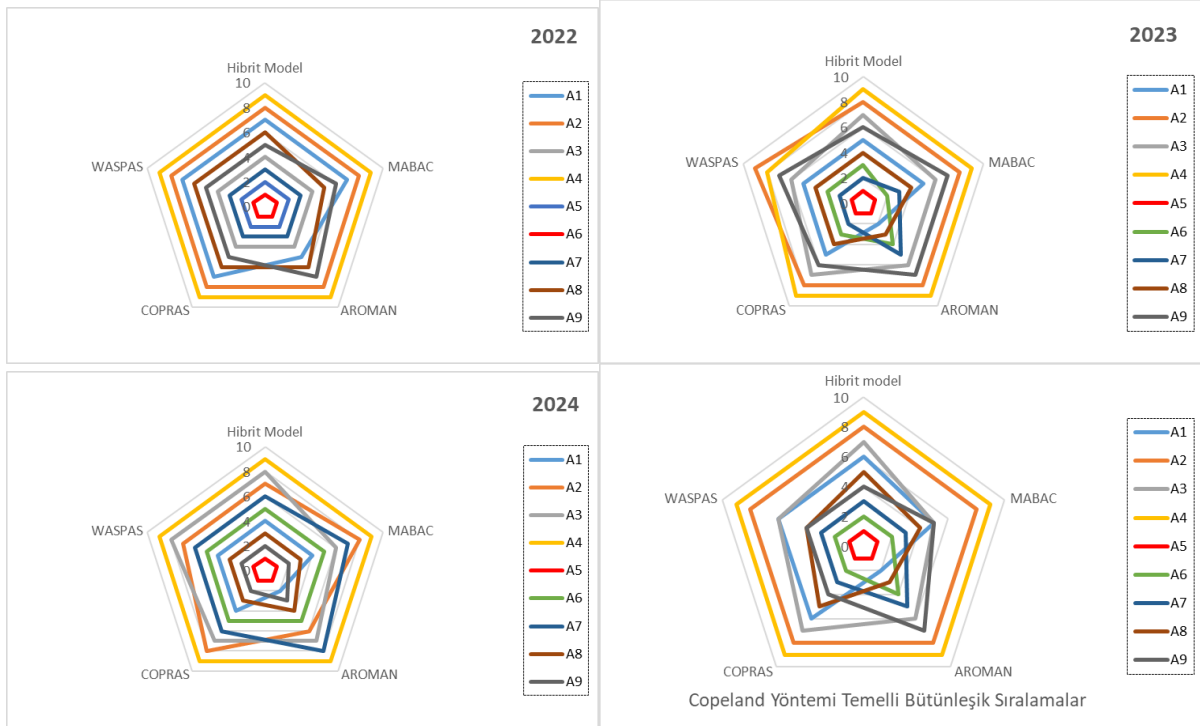 2022
Hibrit Model
10
8
6
4
2
0
MABAC
AROMAN
COPRAS
WASPAS
A1
A2
A3
A4
A5
A6
A7
A8
A9
2023
Hibrit Model
10
8
6
4
2
0
MABAC
AROMAN
COPRAS
WASPAS
A1
A2
A3
A4
A5
A6
A7
A8
A9
2024
Hibrit Model
10
8
6
4
2
0
MABAC
AROMAN
COPRAS
WASPAS
A1
A2
A3
A4
A5
A6
A7
A8
A9
Hibrit model
10
8
6
4
2
0
MABAC
AROMAN
COPRAS
WASPAS
A1
A2
A3
A4
A5
A6
A7
A8
A9
Copeland Yöntemi Temelli Bütünleşik Sıralamalar